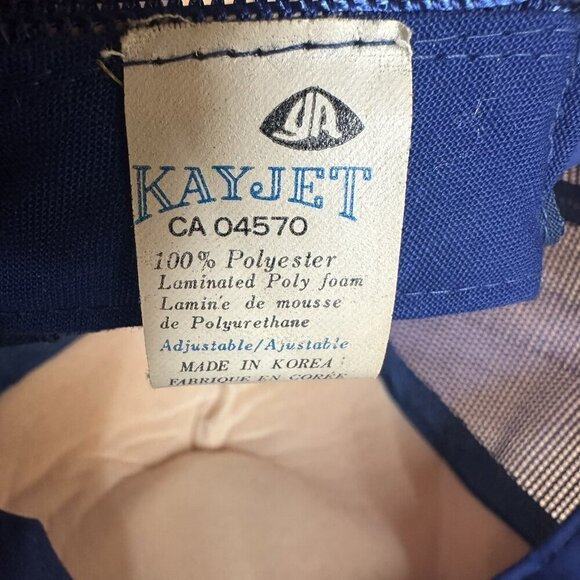 YA
KAYJET
CA 04570
100% Polyester
Laminated Poly foam
Lamin'e de mousse
de Polyurethane
Adjustable/Ajustable
MADE IN KOREA
FABRIQUE EN CORÉE